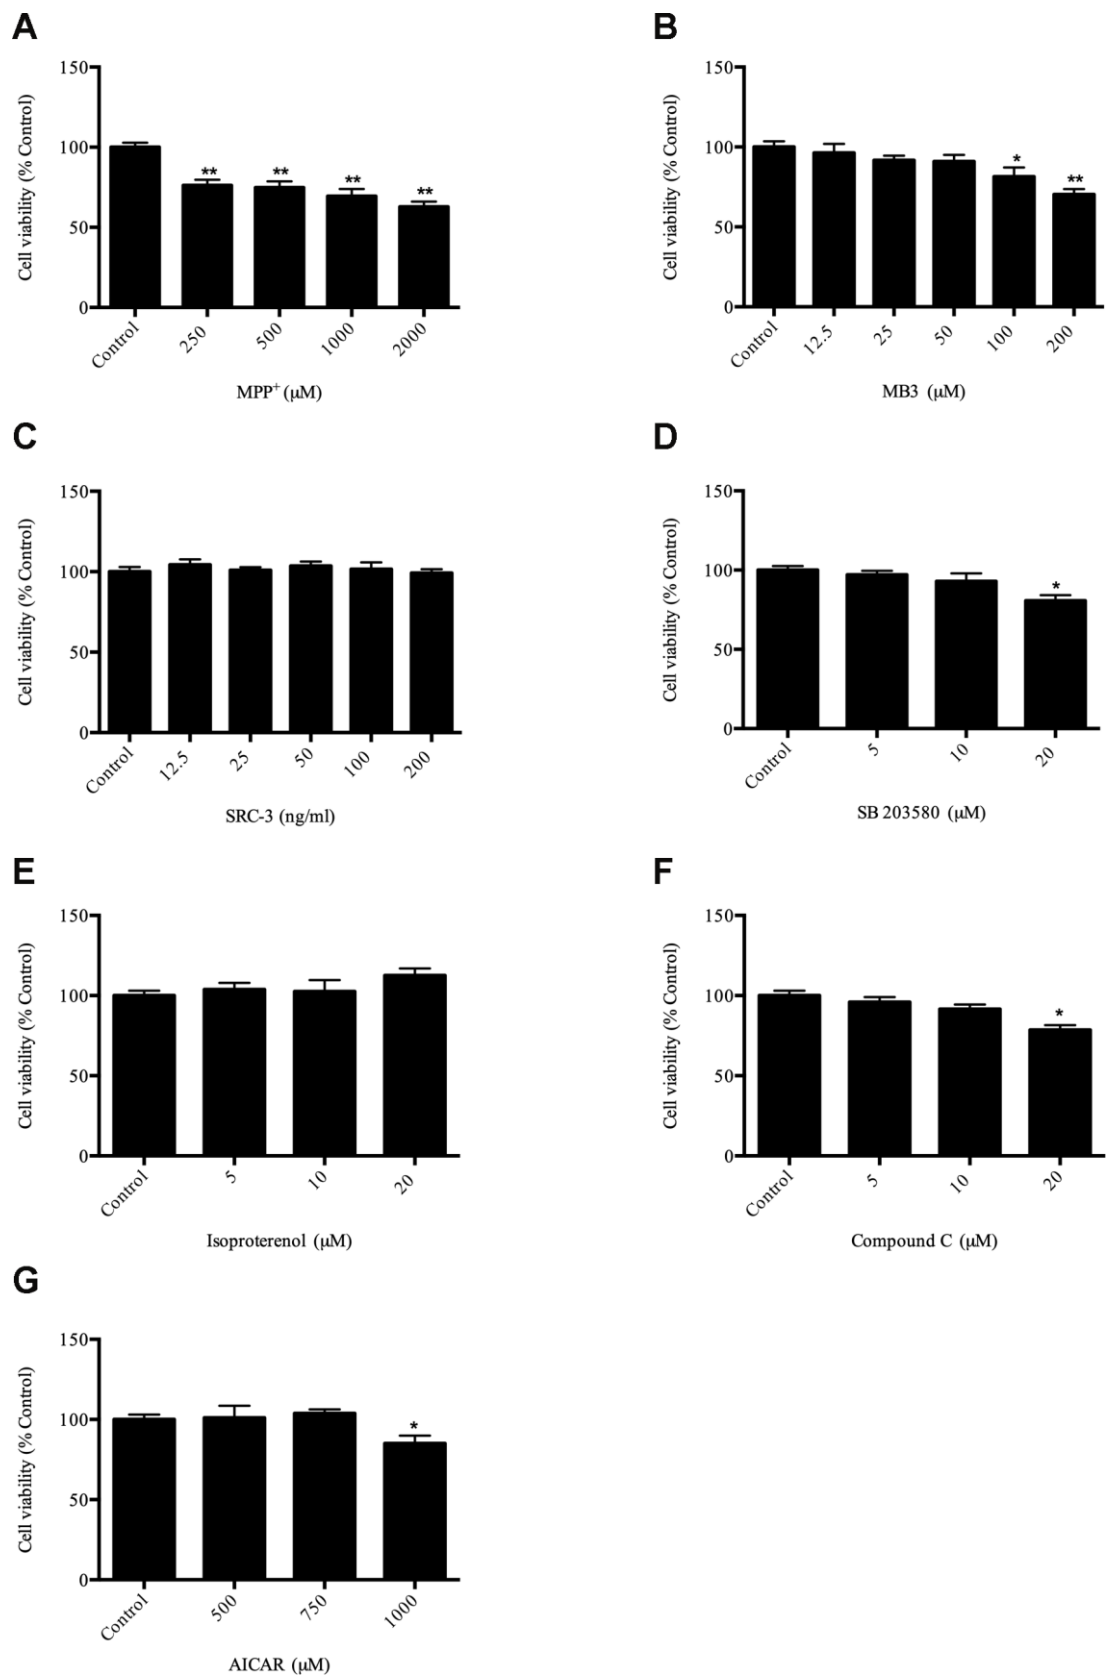 A
Cell viability (% Control)
150
100
50
0
** ** ** **
Control 250 500 1000 2000
MPP+ (µM)
B
Cell viability (% Control)
150
100
50
0
* **
Control 12.5 25 50 100 200
MB3 (µM)
C
Cell viability (% Control)
150
100
50
0
Control 12.5 25 50 100 200
SRC-3 (ng/ml)
D
Cell viability (% Control)
150
100
50
0
*
Control 5 10 20
SB 203580 (µM)
E
Cell viability (% Control)
150
100
50
0
Control 5 10 20
Isoproterenol (µM)
F
Cell viability (% Control)
150
100
50
0
*
Control 5 10 20
Compound C (µM)
G
Cell viability (% Control)
150
100
50
0
*
Control 500 750 1000
AICAR (µM)